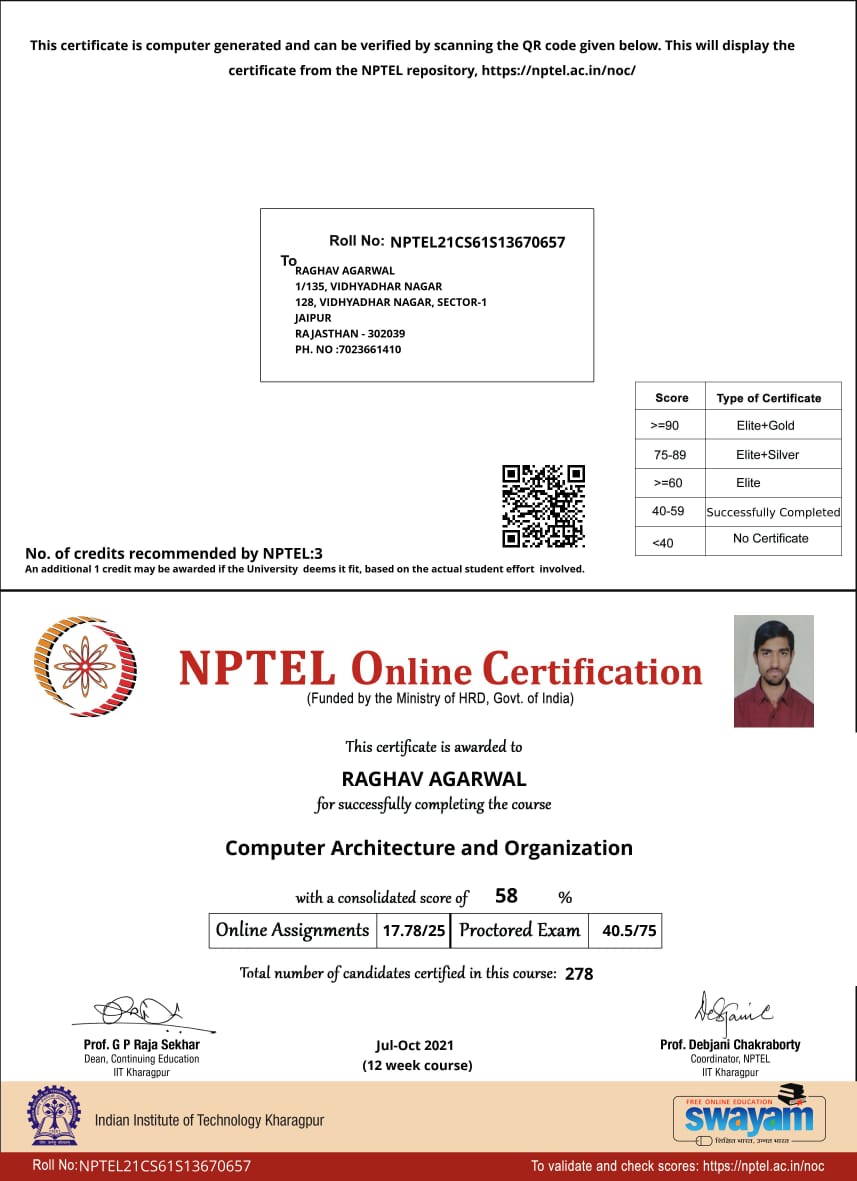 This certificate is computer generated and can be verified by scanning the QR code given below. This will display the
certificate from the NPTEL repository, https://nptel.ac.in/noc/
Roll No: NPTEL21CS61S13670657
To
RAGHAV AGARWAL
1/135, VIDHYADHAR NAGAR
128, VIDHYADHAR NAGAR, SECTOR-1
JAIPUR
RAJASTHAN - 302039
PH. NO :7023661410
Score Type of Certificate
>=90 Elite+Gold
75-89 Elite+Silver
>=60 Elite
40-59 Successfully Completed
<40 No Certificate
No. of credits recommended by NPTEL:3
An additional 1 credit may be awarded if the University deems it fit, based on the actual student effort involved.
NPTEL Online Certification
(Funded by the Ministry of HRD, Govt. of India)
This certificate is awarded to
RAGHAV AGARWAL
for successfully completing the course
Computer Architecture and Organization
with a consolidated score of 58 %
Online Assignments 17.78/25 Proctored Exam 40.5/75
Total number of candidates certified in this course: 278
Prof. G P Raja Sekhar
Dean, Continuing Education
IIT Kharagpur
Jul-Oct 2021
(12 week course)
Prof. Debjani Chakraborty
Coordinator, NPTEL
IIT Kharagpur
Indian Institute of Technology Kharagpur
FREE ONLINE EDUCATION
swayam
शिक्षित भारत, उन्नत भारत
Roll No:NPTEL21CS61S13670657
To validate and check scores: https://nptel.ac.in/noc